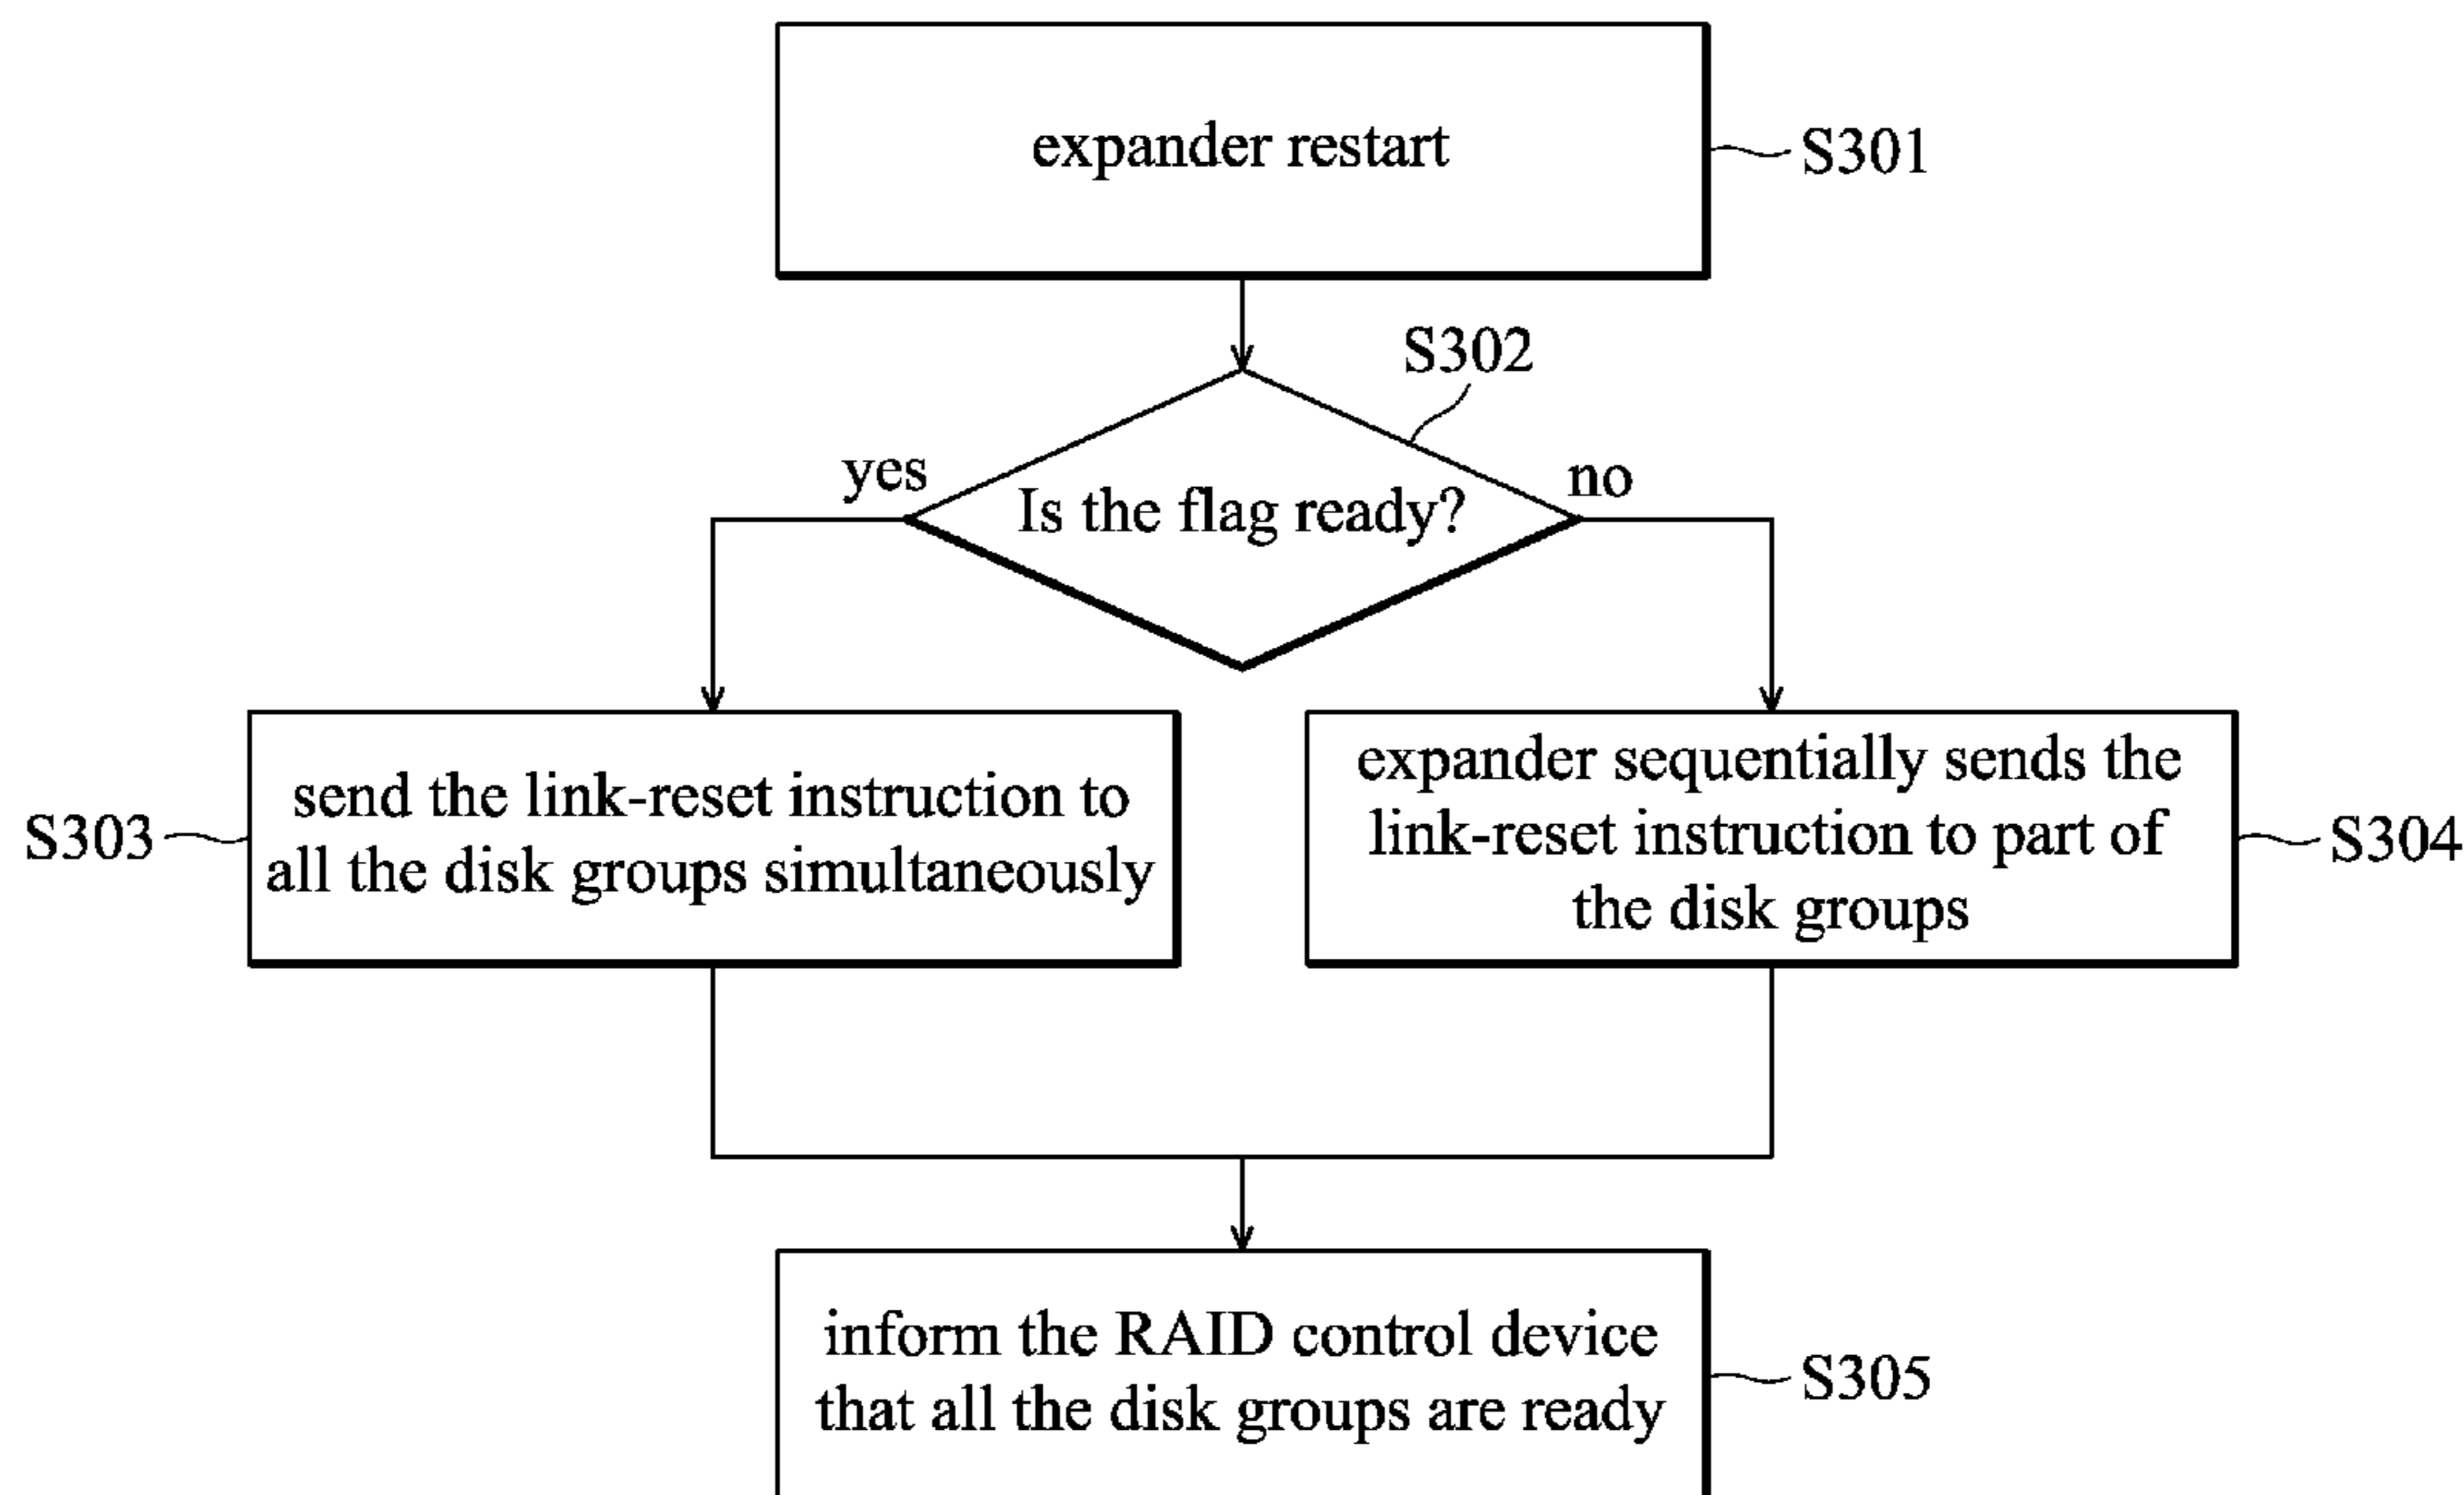 expander restart
S301
S302
yes
Is the flag ready?
no
S303
send the link-reset instruction to
all the disk groups simultaneously
expander sequentially sends the
link-reset instruction to part of
the disk groups
S304
inform the RAID control device
that all the disk groups are ready
S305